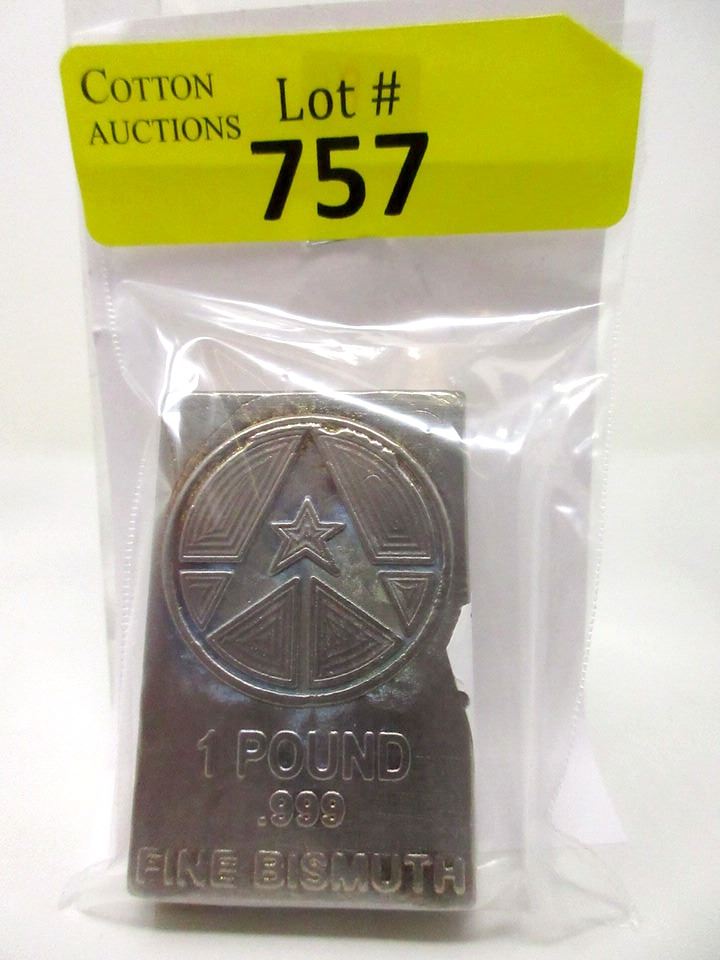 COTTON
AUCTIONS
Lot #
757
1 POUND
.999
FINE BISMUTH